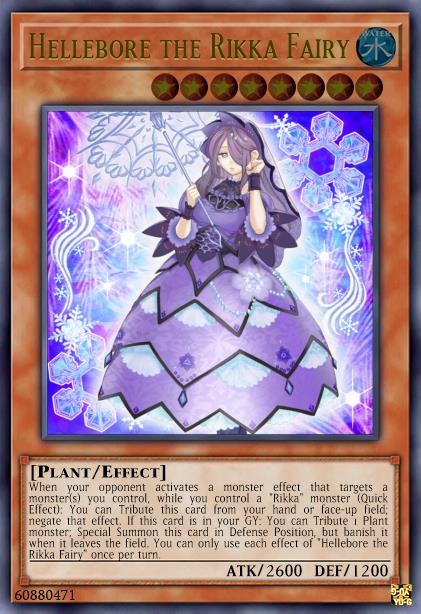 HELLEBORE THE RIKKA FAIRY
WATER
水
[PLANT/EFFECT]
When your opponent activates a monster effect that targets a
monster(s) you control, while you control a "Rikka" monster (Quick
Effect): You can Tribute this card from your hand or face-up field;
negate that effect. If this card is in your GY: You can Tribute 1 Plant
monster; Special Summon this card in Defense Position, but banish it
when it leaves the field. You can only use each effect of "Hellebore the
Rikka Fairy" once per turn.
ATK/2600 DEF/1200
60880471